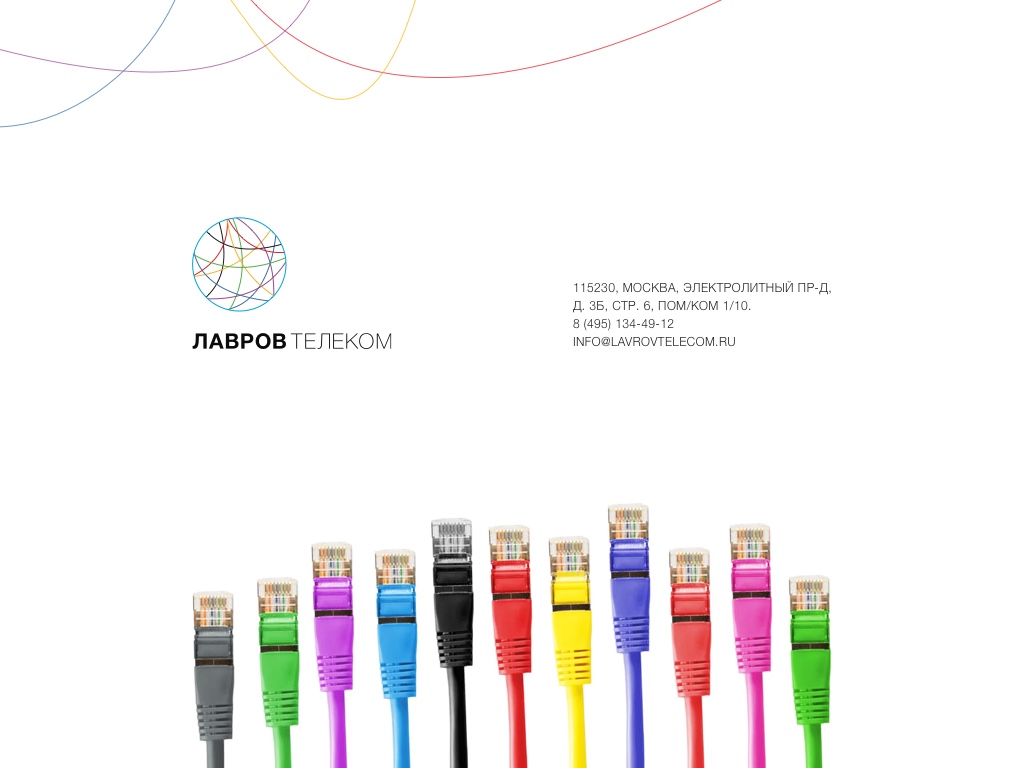 ЛАВРОВ ТЕЛЕКОМ
115230, МОСКВА, ЭЛЕКТРОЛИТНЫЙ ПР-Д,
Д. 3Б, СТР. 6, ПОМ/КОМ 1/10.
8 (495) 134-49-12
INFO@LAVROVTELECOM.RU